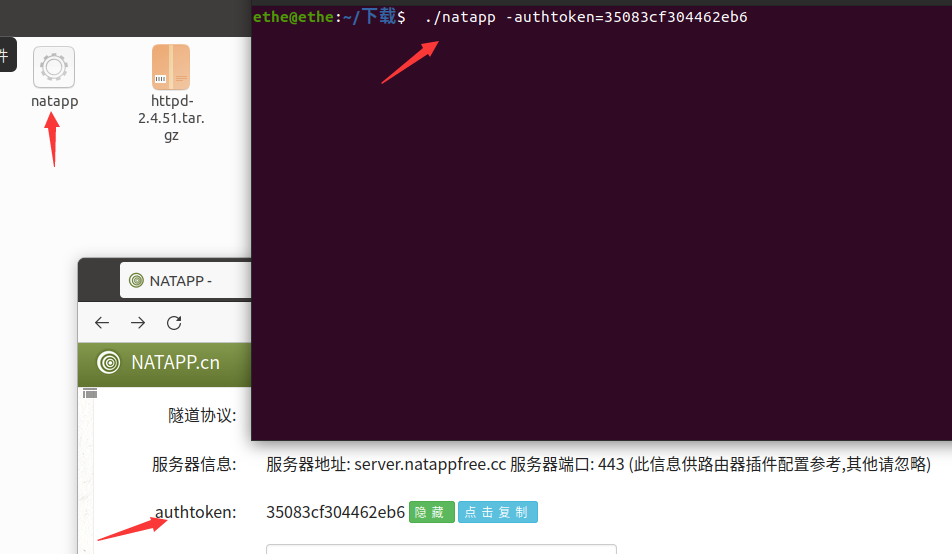 ethe@ethe:~/下载$ ./natapp -authtoken=35083cf304462eb6
件
natapp
httpd-
2.4.51.tar.
gz
NATAPP -
NATAPP.cn
隧道协议:
服务器信息: 服务器地址: server.natappfree.cc 服务器端口: 443 (此信息供路由器插件配置参考,其他请忽略)
authtoken: 35083cf304462eb6 隐藏 点击复制